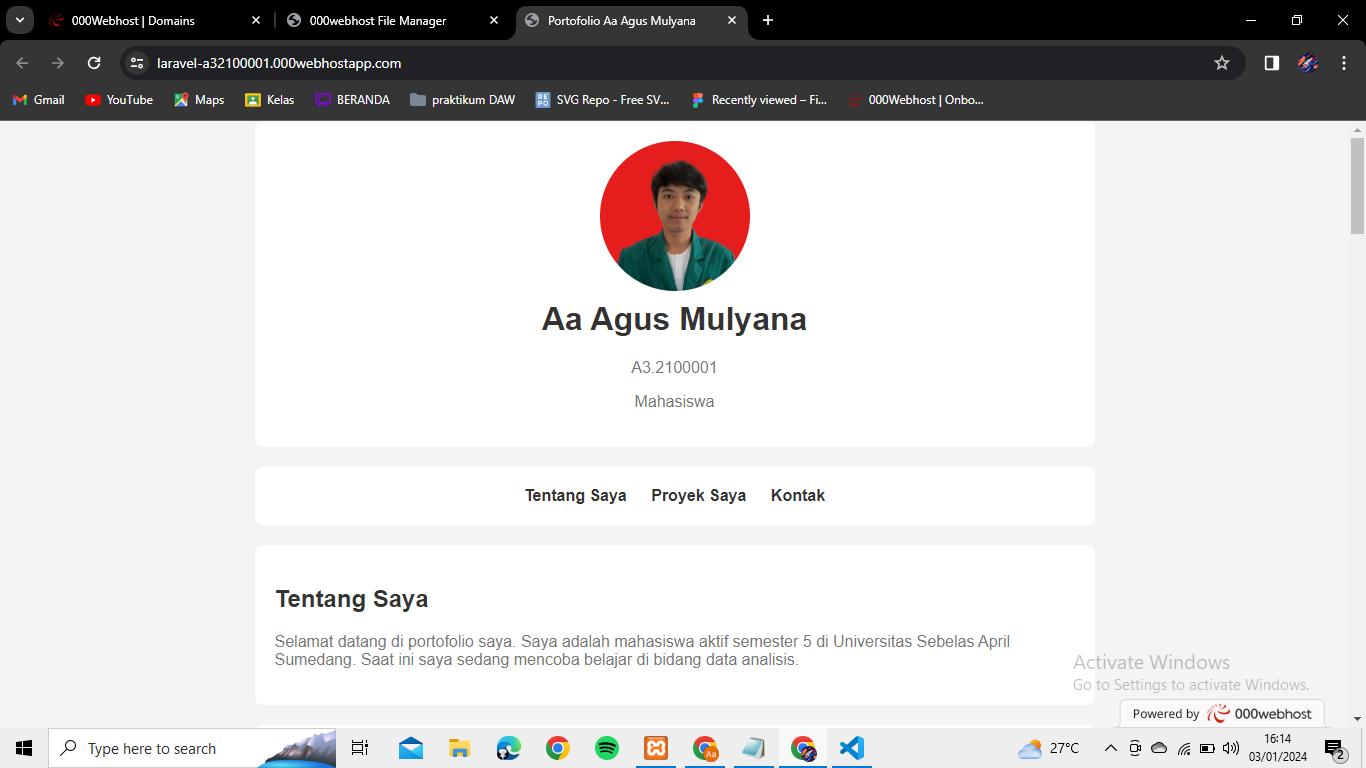 000Webhost | Domains
000webhost File Manager
Portofolio Aa Agus Mulyana
laravel-a32100001.000webhostapp.com
Gmail
YouTube
Maps
Kelas
BERANDA
praktikum DAW
REPO
SVG Repo - Free SV...
Recently viewed – Fi...
000Webhost | Onbo...
Aa Agus Mulyana
A3.2100001
Mahasiswa
Tentang Saya
Proyek Saya
Kontak
Tentang Saya
Selamat datang di portofolio saya. Saya adalah mahasiswa aktif semester 5 di Universitas Sebelas April
Sumedang. Saat ini saya sedang mencoba belajar di bidang data analisis.
Activate Windows
Go to Settings to activate Windows.
Powered by 000webhost
Type here to search
Aa
27°C
16:14
03/01/2024
2